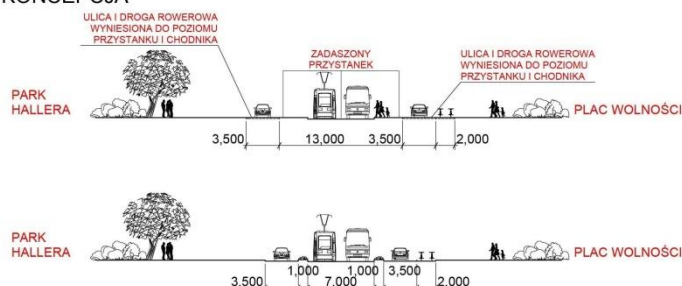 KONCEPCJA
ULICA I DROGA ROWEROWA
WYNIESIONA DO POZIOMU
PRZYSTANKU I CHODNIKA
ZADASZONY
PRZYSTANEK
ULICA I DROGA ROWEROWA
WYNIESIONA DO POZIOMU
PRZYSTANKU I CHODNIKA
PARK
HALLERA
PLAC WOLNOŚCI
3,500 13,000 3,500 2,000
PARK
HALLERA
PLAC WOLNOŚCI
1,000 1,000 3,500
3,500 7,000 2,000